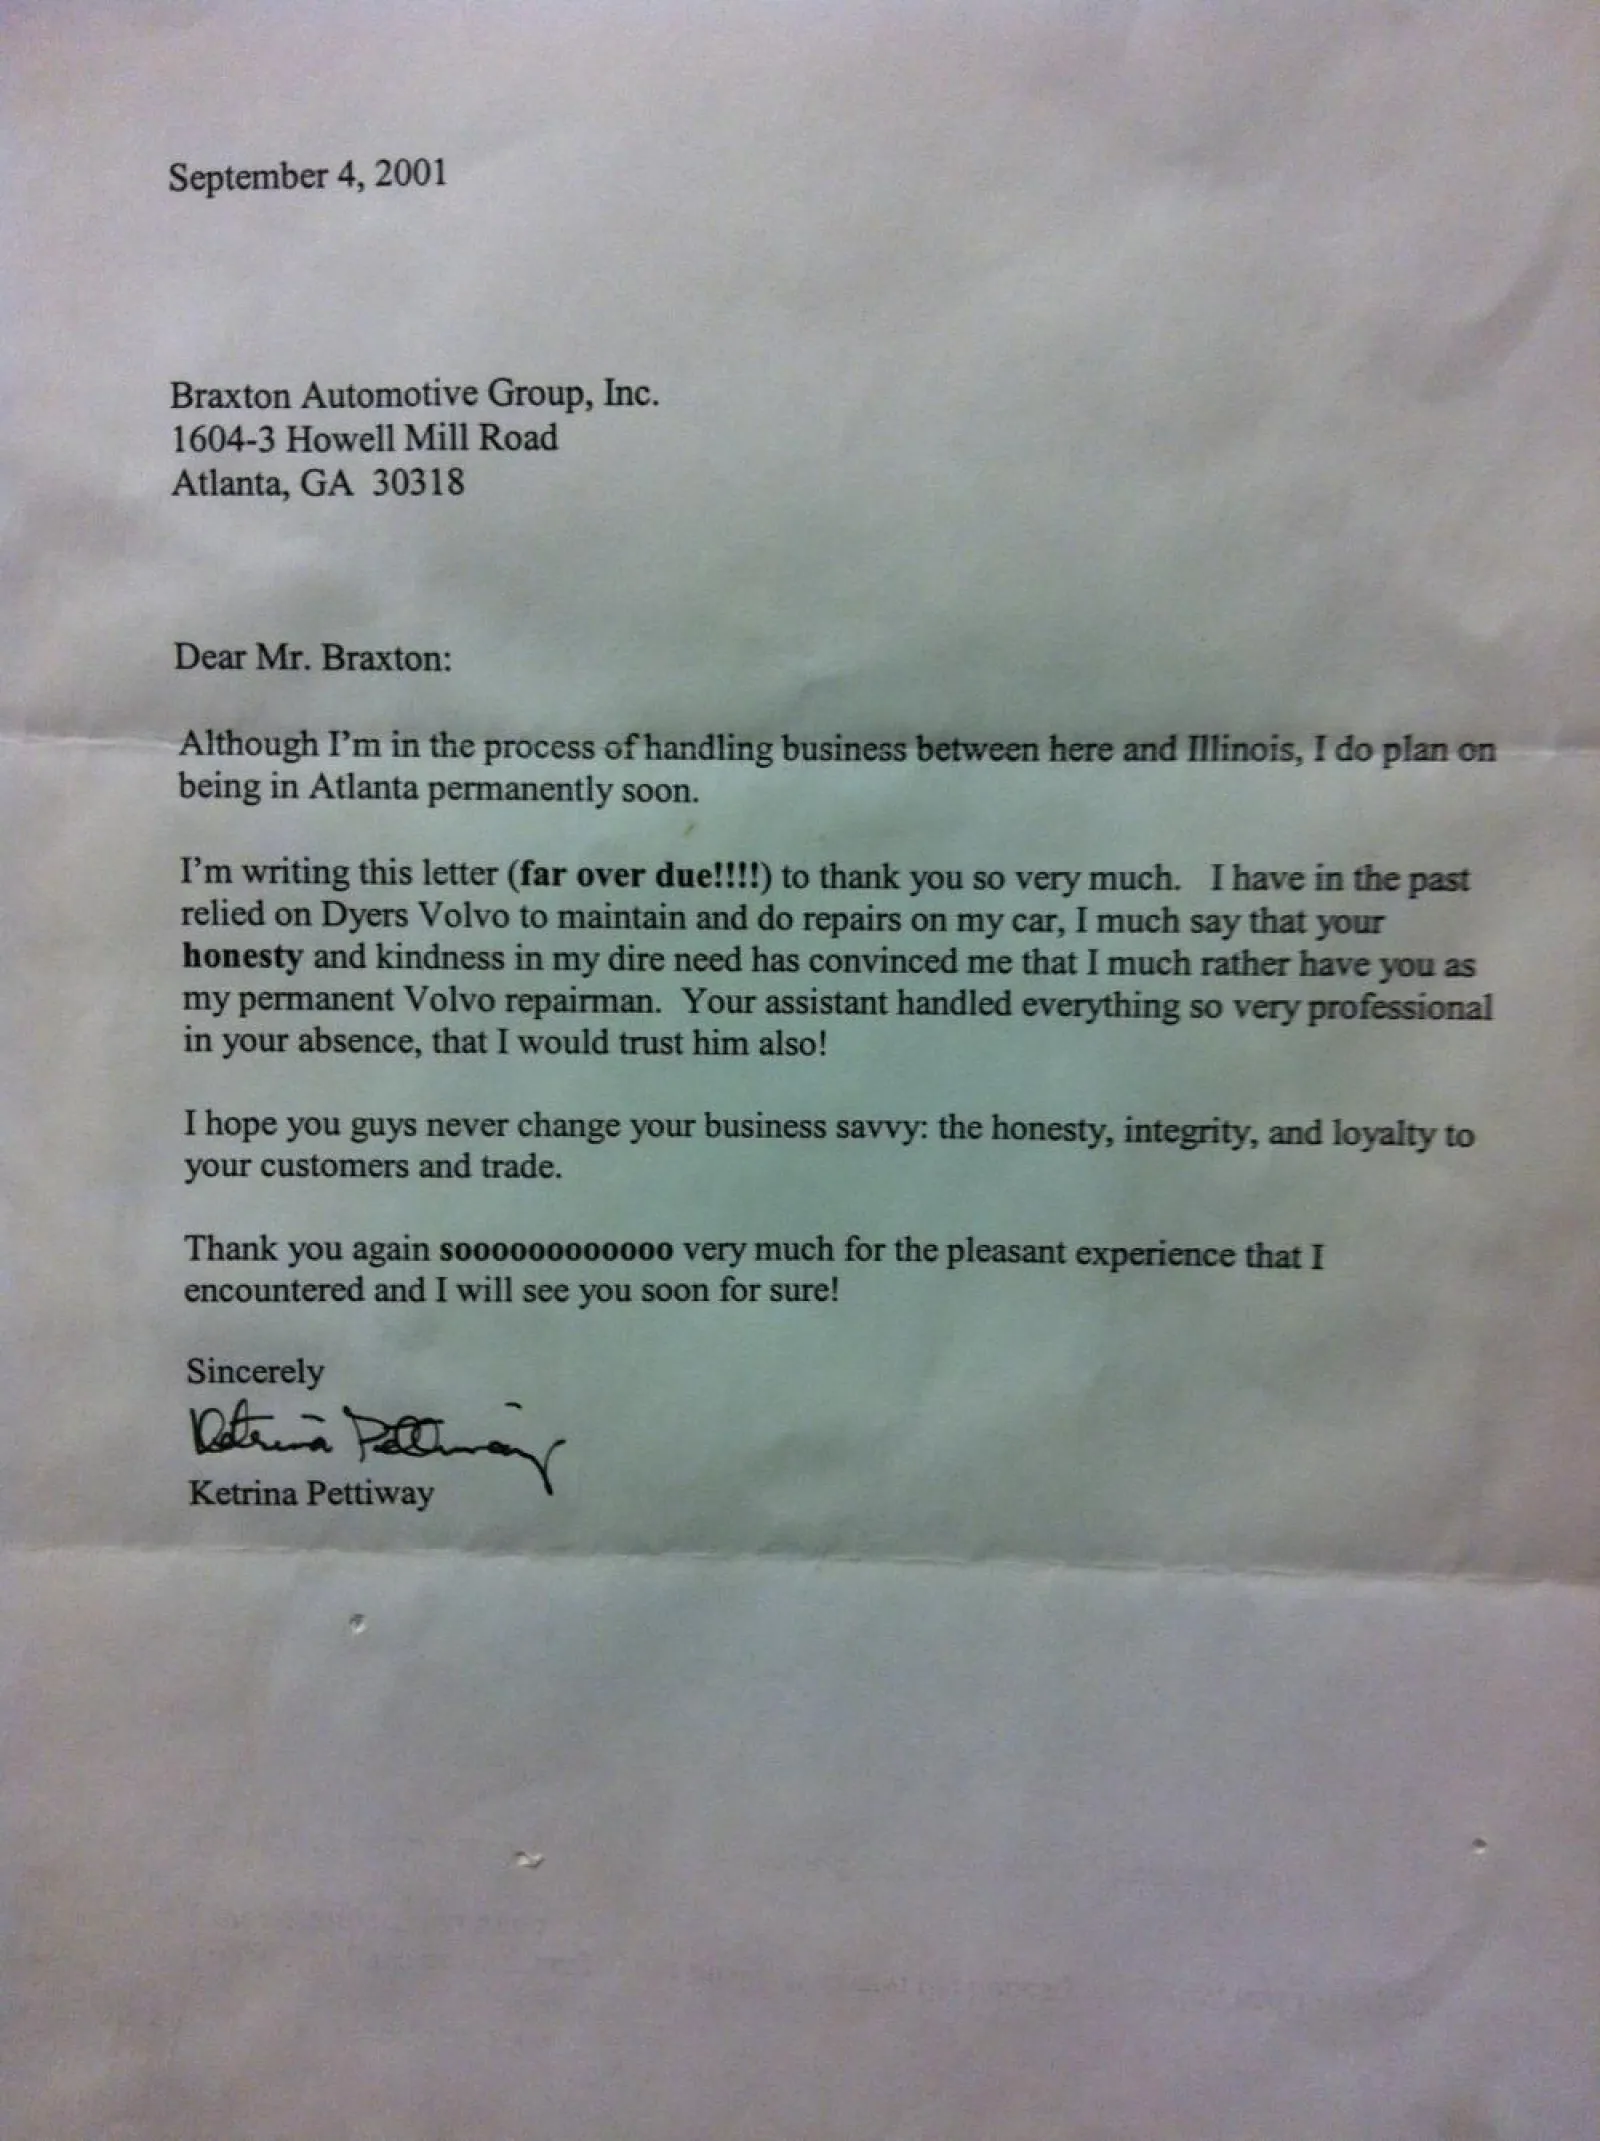 September 4, 2001
Braxton Automotive Group, Inc.
1604-3 Howell Mill Road
Atlanta, GA  30318
Dear Mr. Braxton:
Although I'm in the process of handling business between here and Illinois, I do plan on
being in Atlanta permanently soon.
I'm writing this letter (far over due!!!!) to thank you so very much.   I have in the past
relied on Dyers Volvo to maintain and do repairs on my car, I much say that your
honesty and kindness in my dire need has convinced me that I much rather have you as
my permanent Volvo repairman.  Your assistant handled everything so very professional
in your absence, that I would trust him also!
I hope you guys never change your business savvy: the honesty, integrity, and loyalty to
your customers and trade.
Thank you again sooooooooooooo very much for the pleasant experience that I
encountered and I will see you soon for sure!
Sincerely
Ketrina Pettiway
Ketrina Pettiway